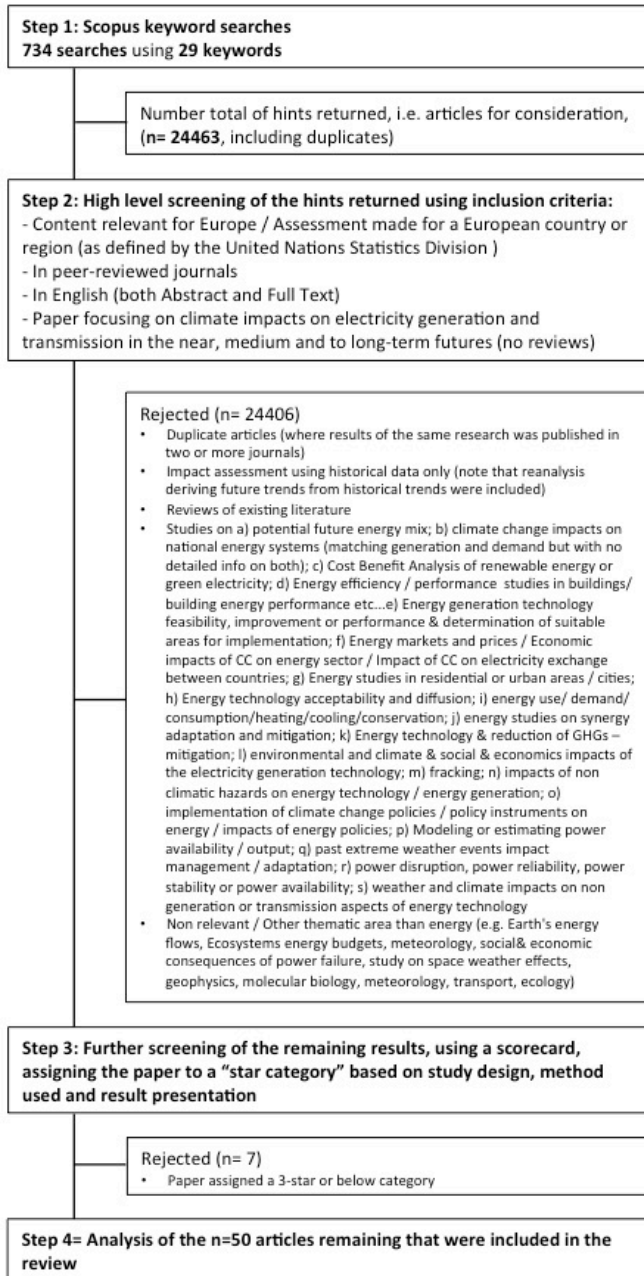 Step 1: Scopus keyword searches
734 searches using 29 keywords
Number total of hints returned, i.e. articles for consideration,
(n= 24463, including duplicates)
Step 2: High level screening of the hints returned using inclusion criteria:
- Content relevant for Europe / Assessment made for a European country or
region (as defined by the United Nations Statistics Division )
- In peer-reviewed journals
- In English (both Abstract and Full Text)
- Paper focusing on climate impacts on electricity generation and
transmission in the near, medium and to long-term futures (no reviews)
Rejected (n= 24406)
• Duplicate articles (where results of the same research was published in
two or more journals)
• Impact assessment using historical data only (note that reanalysis
deriving future trends from historical trends were included)
• Reviews of existing literature
• Studies on a) potential future energy mix; b) climate change impacts on
national energy systems (matching generation and demand but with no
detailed info on both); c) Cost Benefit Analysis of renewable energy or
green electricity; d) Energy efficiency / performance studies in buildings/
building energy performance etc...e) Energy generation technology
feasibility, improvement or performance & determination of suitable
areas for implementation; f) Energy markets and prices / Economic
impacts of CC on energy sector / Impact of CC on electricity exchange
between countries; g) Energy studies in residential or urban areas / cities;
h) Energy technology acceptability and diffusion; i) energy use/ demand/
consumption/heating/cooling/conservation; j) energy studies on synergy
adaptation and mitigation; k) Energy technology & reduction of GHGs –
mitigation; l) environmental and climate & social & economics impacts of
the electricity generation technology; m) fracking; n) impacts of non
climatic hazards on energy technology / energy generation; o)
implementation of climate change policies / policy instruments on
energy / impacts of energy policies; p) Modeling or estimating power
availability / output; q) past extreme weather events impact
management / adaptation; r) power disruption, power reliability, power
stability or power availability; s) weather and climate impacts on non
generation or transmission aspects of energy technology
• Non relevant / Other thematic area than energy (e.g. Earth's energy
flows, Ecosystems energy budgets, meteorology, social& economic
consequences of power failure, study on space weather effects,
geophysics, molecular biology, meteorology, transport, ecology)
Step 3: Further screening of the remaining results, using a scorecard,
assigning the paper to a “star category” based on study design, method
used and result presentation
Rejected (n= 7)
• Paper assigned a 3-star or below category
Step 4= Analysis of the n=50 articles remaining that were included in the
review